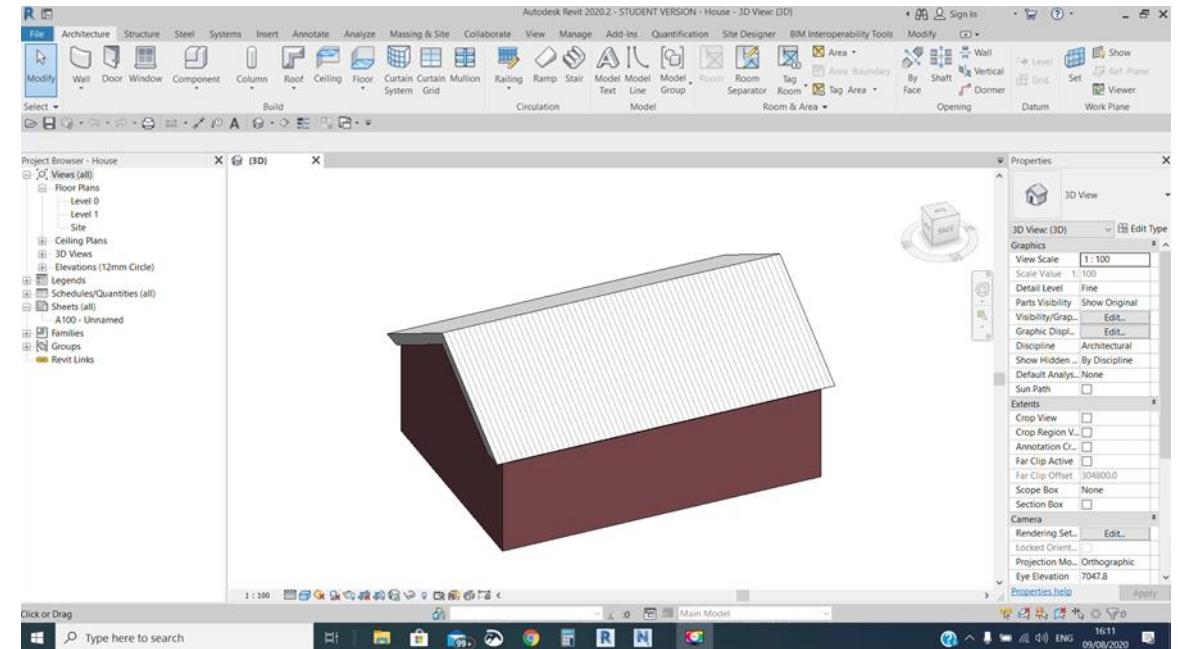 Autodesk Revit 2020.2 - STUDENT VERSION - House - 3D View: {3D}
Sign In
File Architecture Structure Steel Systems Insert Annotate Analyze Massing & Site Collaborate View Manage Add-Ins Quantification Site Designer BIM Interoperability Tools Modify
Modify Wall Door Window Component Column Roof Ceiling Floor Curtain System Curtain Grid Mullion Railing Ramp Stair Model Text Model Line Model Group Room Room Separator Tag Room
Area
Area Boundary
Tag Area
By Face Shaft
Wall
Vertical
Dormer
Level
Grid
Set
Show
Ref Plane
Viewer
Select Build Circulation Model Room & Area Opening Datum Work Plane
Project Browser - House
{3D}
Views (all)
Floor Plans
Level 0
Level 1
Site
Ceiling Plans
3D Views
Elevations (12mm Circle)
Legends
Schedules/Quantities (all)
Sheets (all)
A100 - Unnamed
Families
Groups
Revit Links
BACK
Properties
3D View
3D View: {3D} Edit Type
Graphics
View Scale 1 : 100
Scale Value 1: 100
Detail Level Fine
Parts Visibility Show Original
Visibility/Grap... Edit...
Graphic Displ... Edit...
Discipline Architectural
Show Hidden ... By Discipline
Default Analys... None
Sun Path
Extents
Crop View
Crop Region V...
Annotation Cr...
Far Clip Active
Far Clip Offset 304800.0
Scope Box None
Section Box
Camera
Rendering Set... Edit...
Locked Orient...
Projection Mo... Orthographic
Eye Elevation 7047.8
Properties help Apply
1 : 100
Click or Drag
:0 Main Model
:0
Type here to search
99+
ENG
16:11
09/08/2020